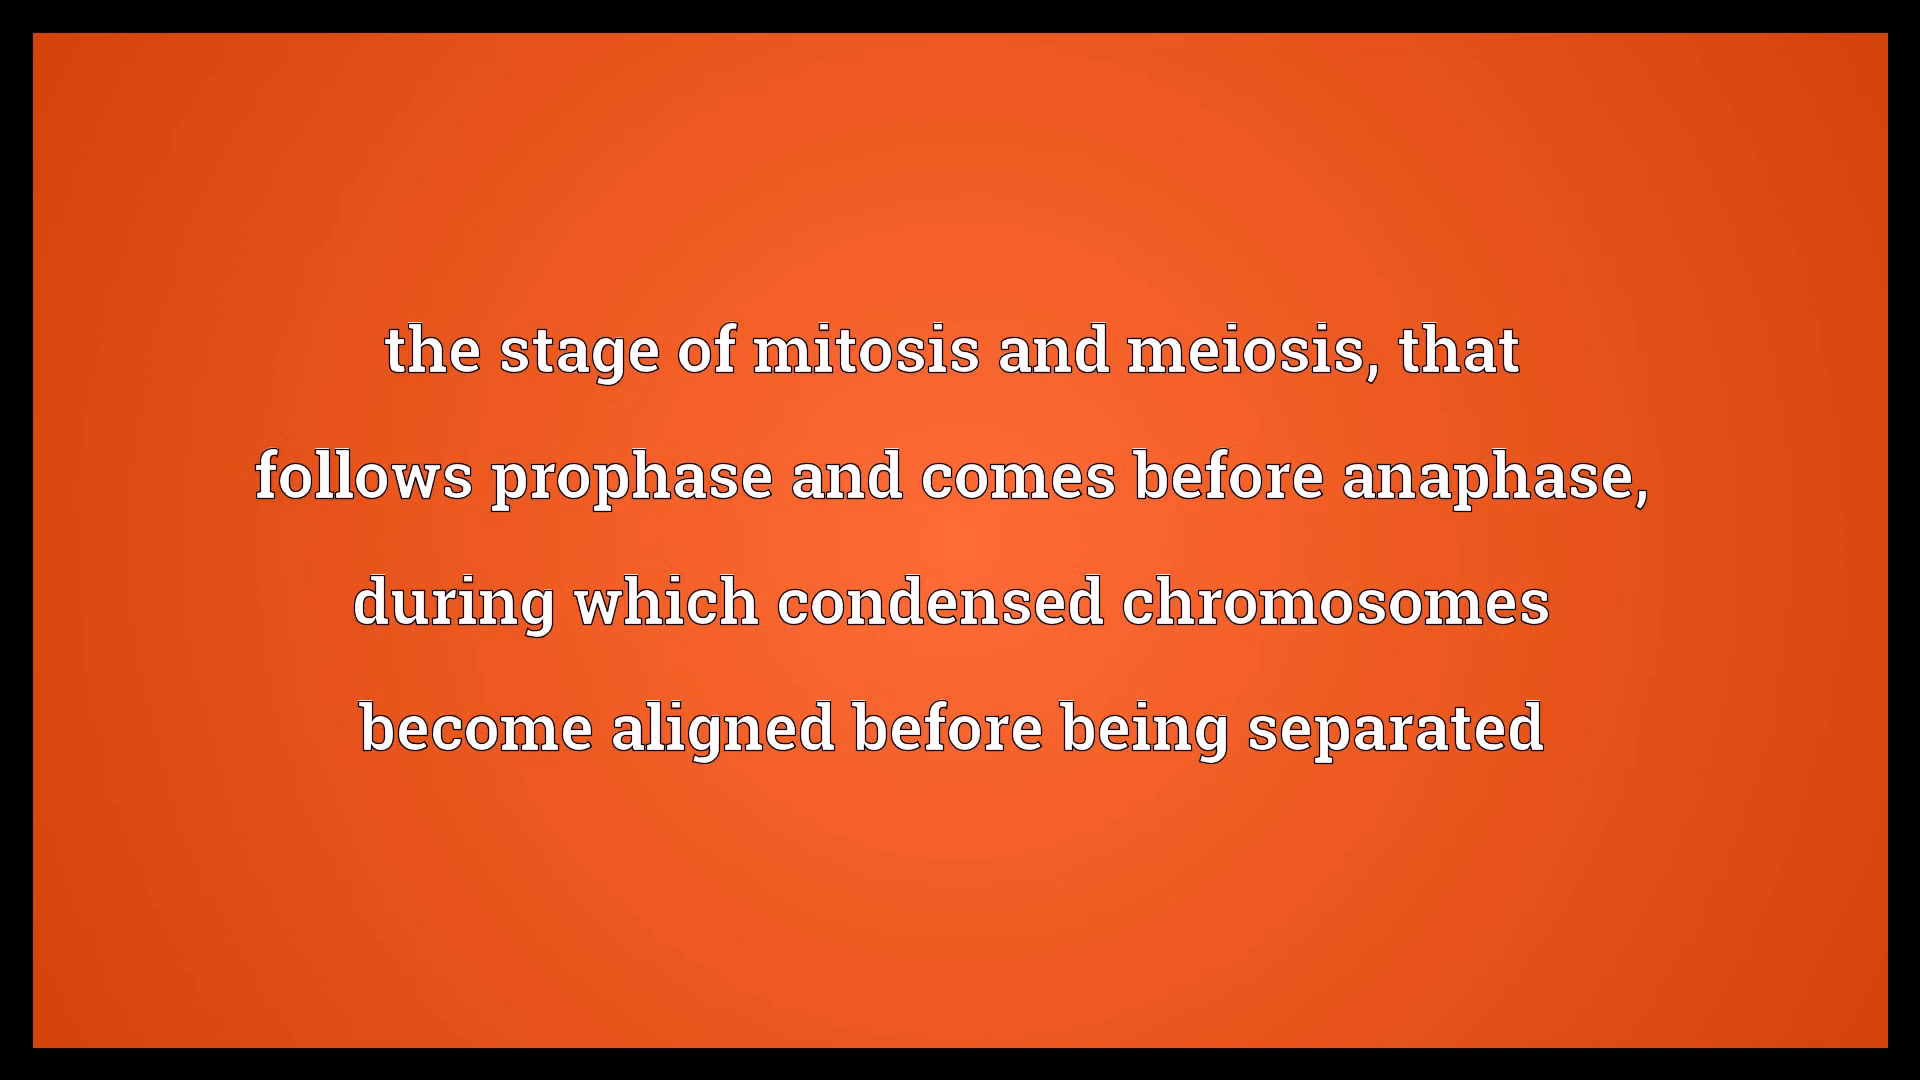 the stage of mitosis and meiosis, that
follows prophase and comes before anaphase,
during which condensed chromosomes
become aligned before being separated